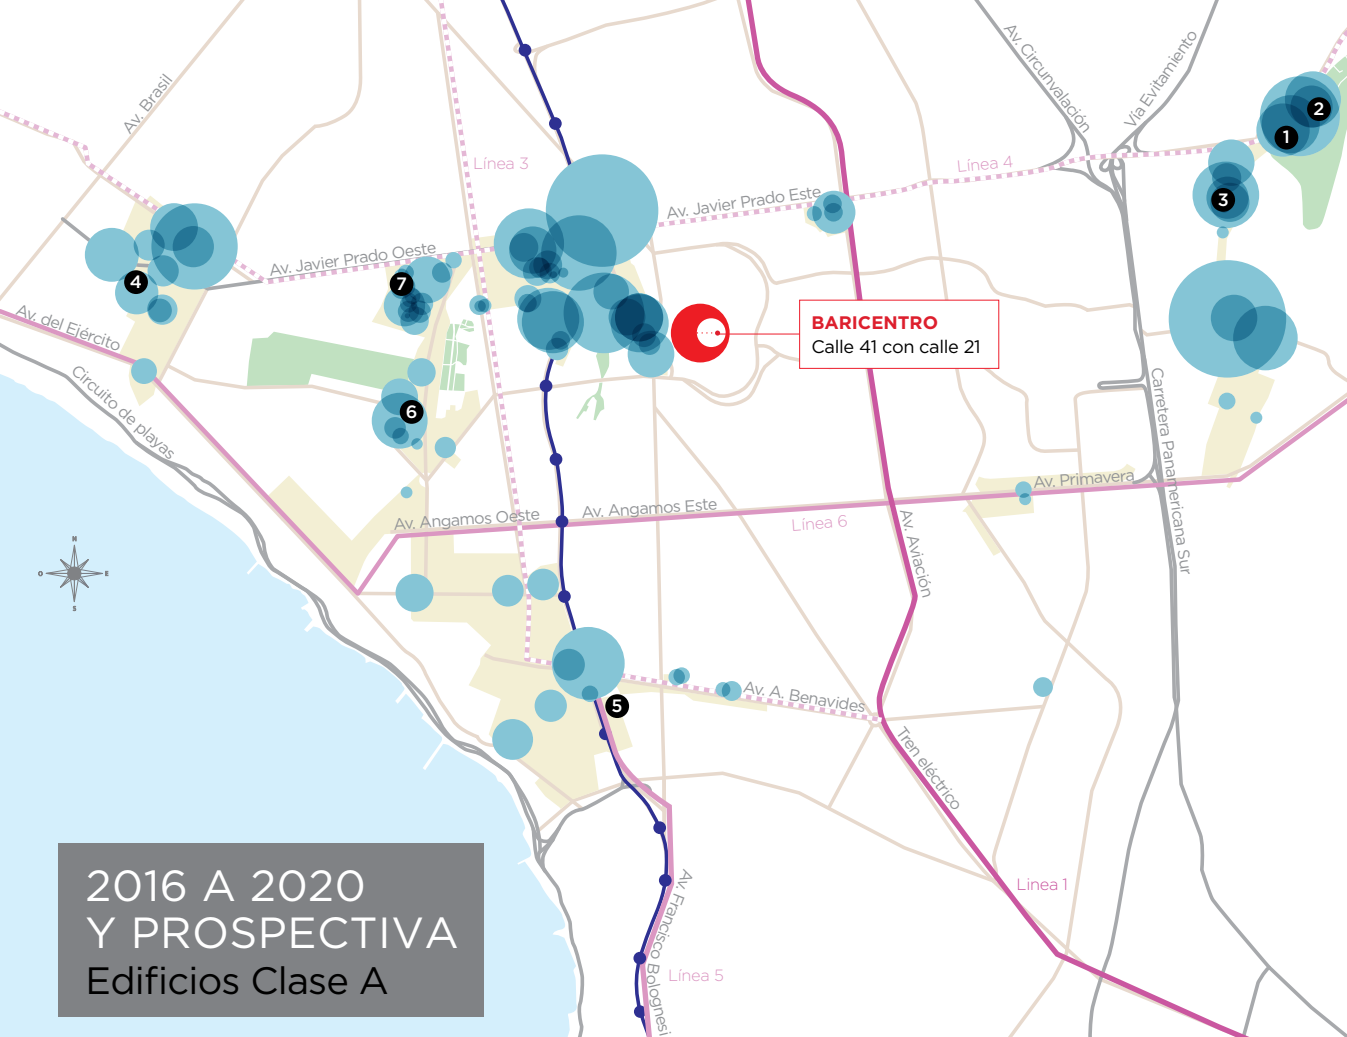 Av. Brasil
Av. Circunvalación
Vía Evitamiento
2
1
Línea 3
Línea 4
Av. Javier Prado Este
3
Av. Javier Prado Oeste
4
7
Av. del Ejército
BARICENTRO
Calle 41 con calle 21
Circuito de playas
6
Carretera Panamericana Sur
Av. Primavera
Av. Angamos Oeste
Av. Angamos Este
Línea 6
Av. Aviación
N
O
E
S
Av. A. Benavides
5
Tren eléctrico
2016 A 2020
Y PROSPECTIVA
Edificios Clase A
Linea 1
Av. Francisco Bolognesi
Línea 5